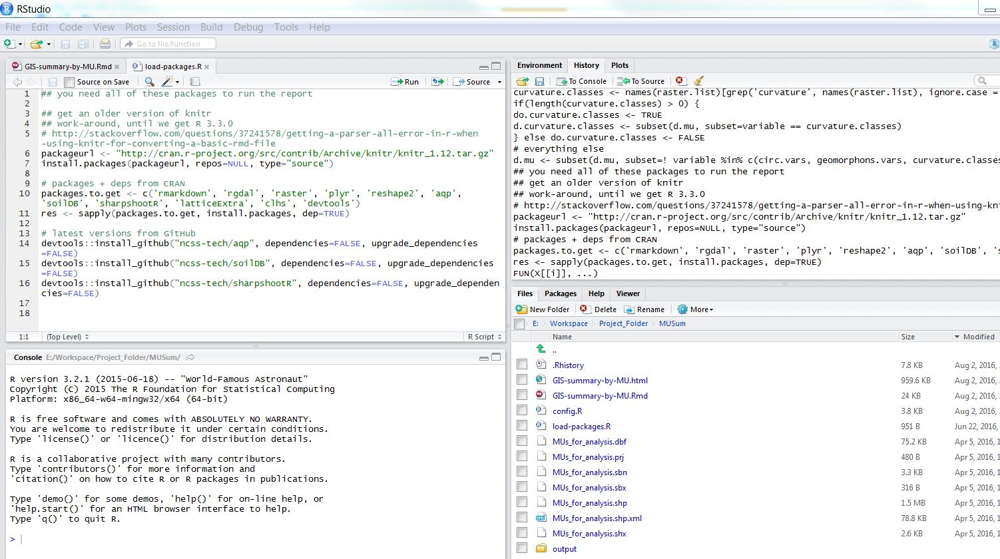 RStudio
File Edit Code View Plots Session Build Debug Tools Help
Go to file/function
GIS-summary-by-MU.Rmd load-packages.R
Source on Save Run Source
1 ## you need all of these packages to run the report
2
3 ## get an older version of knitr
4 ## work-around, until we get R 3.3.0
5 # http://stackoverflow.com/questions/37241578/getting-a-parser-all-error-in-r-when
-using-knitr-for-converting-a-basic-rmd-file
6 packageurl <- "http://cran.r-project.org/src/contrib/Archive/knitr/knitr_1.12.tar.gz"
7 install.packages(packageurl, repos=NULL, type="source")
8
9 # packages + deps from CRAN
10 packages.to.get <- c('rmarkdown', 'rgdal', 'raster', 'plyr', 'reshape2', 'aqp',
'soilDB', 'sharpshootR', 'latticeExtra', 'clhs', 'devtools')
11 res <- sapply(packages.to.get, install.packages, dep=TRUE)
12
13 # latest versions from GitHub
14 devtools::install_github("ncss-tech/aqp", dependencies=FALSE, upgrade_dependencies
=FALSE)
15 devtools::install_github("ncss-tech/soilDB", dependencies=FALSE, upgrade_dependencies
=FALSE)
16 devtools::install_github("ncss-tech/sharpshootR", dependencies=FALSE, upgrade_dependen
cies=FALSE)
17
18
1:1 (Top Level) R Script
Console E:/Workspace/Project_Folder/MUSum/
R version 3.2.1 (2015-06-18) -- "World-Famous Astronaut"
Copyright (C) 2015 The R Foundation for Statistical Computing
Platform: x86_64-w64-mingw32/x64 (64-bit)
R is free software and comes with ABSOLUTELY NO WARRANTY.
You are welcome to redistribute it under certain conditions.
Type 'license()' or 'licence()' for distribution details.
R is a collaborative project with many contributors.
Type 'contributors()' for more information and
'citation()' on how to cite R or R packages in publications.
Type 'demo()' for some demos, 'help()' for on-line help, or
'help.start()' for an HTML browser interface to help.
Type 'q()' to quit R.
>
Environment History Plots
To Console To Source
curvature.classes <- names(raster.list)[grep('curvature', names(raster.list), ignore.case =
if(length(curvature.classes) > 0) {
do.curvature.classes <- TRUE
d.curvature.classes <- subset(d.mu, subset=variable == curvature.classes)
} else do.curvature.classes <- FALSE
# everything else
d.mu <- subset(d.mu, subset=! variable %in% c(circ.vars, geomorphons.vars, curvature.classes
## you need all of these packages to run the report
## get an older version of knitr
## work-around, until we get R 3.3.0
# http://stackoverflow.com/questions/37241578/getting-a-parser-all-error-in-r-when-using-knit
packageurl <- "http://cran.r-project.org/src/contrib/Archive/knitr/knitr_1.12.tar.gz"
install.packages(packageurl, repos=NULL, type="source")
# packages + deps from CRAN
packages.to.get <- c('rmarkdown', 'rgdal', 'raster', 'plyr', 'reshape2', 'aqp', 'soilDB', 's
res <- sapply(packages.to.get, install.packages, dep=TRUE)
FUN(X[[i]], ...)
Files Packages Help Viewer
New Folder Delete Rename More
E: Workspace Project_Folder MUSum
Name Size Modified
..
.Rhistory 7.8 KB Aug 2, 2016,
GIS-summary-by-MU.html 959.6 KB Aug 2, 2016,
GIS-summary-by-MU.Rmd 24 KB Aug 2, 2016,
config.R 3.8 KB Aug 2, 2016,
load-packages.R 951 B Jun 22, 2016,
MUs_for_analysis.dbf 75.2 KB Apr 5, 2016, 1
MUs_for_analysis.prj 480 B Apr 5, 2016, 1
MUs_for_analysis.sbn 3.3 KB Apr 5, 2016, 1
MUs_for_analysis.sbx 316 B Apr 5, 2016, 1
MUs_for_analysis.shp 1.5 MB Apr 5, 2016, 1
MUs_for_analysis.shp.xml 78.8 KB Apr 5, 2016, 1
MUs_for_analysis.shx 2.6 KB Apr 5, 2016, 1
output